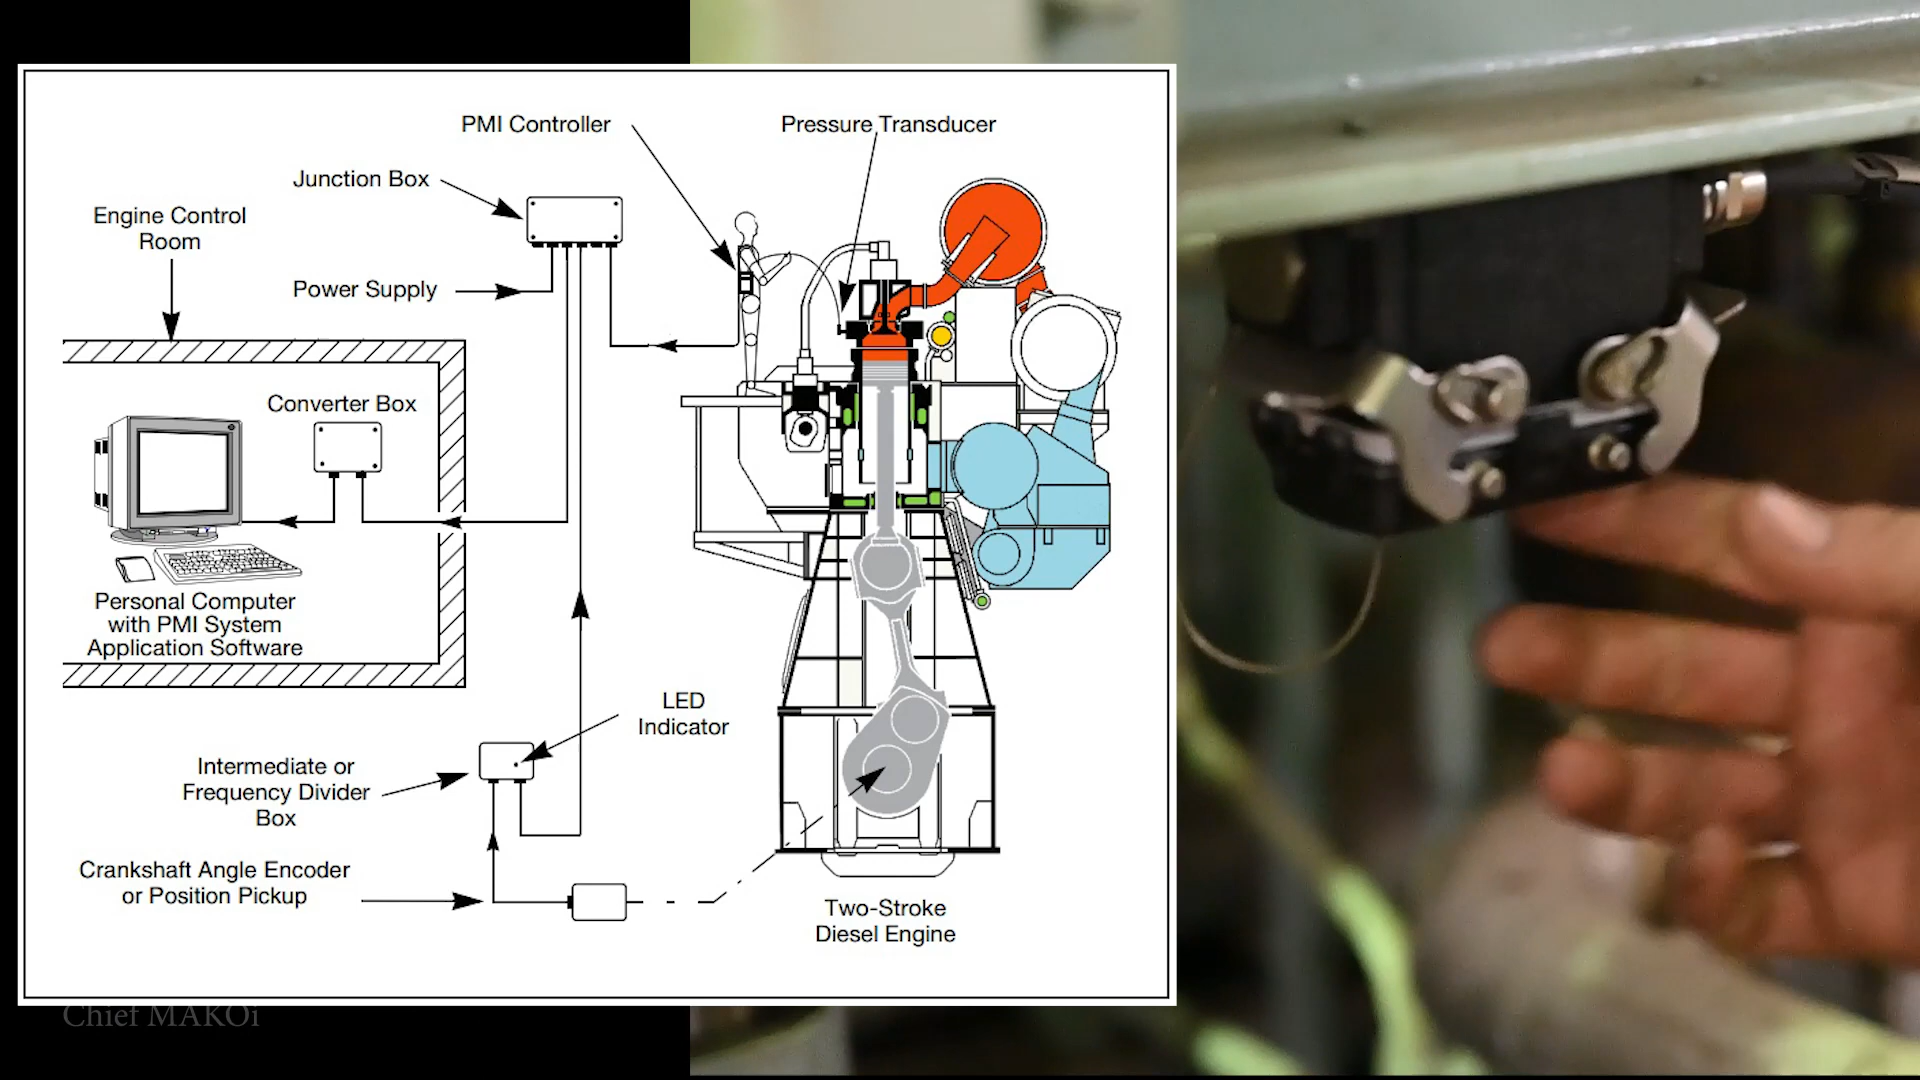 PMI Controller
Pressure Transducer
Junction Box
Engine Control
Room
Power Supply
Converter Box
Personal Computer
with PMI System
Application Software
LED
Indicator
Intermediate or
Frequency Divider
Box
Crankshaft Angle Encoder
or Position Pickup
Two-Stroke
Diesel Engine
Chief MAKOi